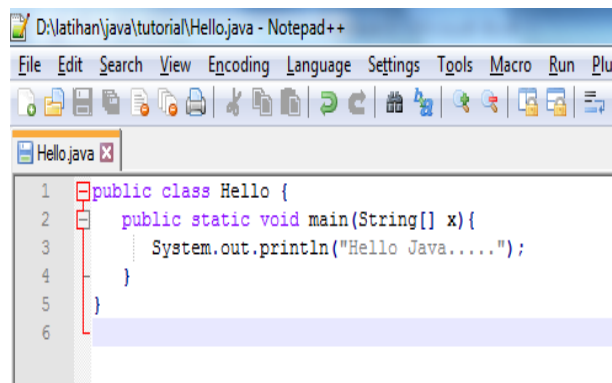 D:\latihan\java\tutorial\Hello.java - Notepad++
File Edit Search View Encoding Language Settings Tools Macro Run Plu
Hello.java
1 public class Hello {
2 public static void main(String[] x){
3 System.out.println("Hello Java.....");
4 }
5 }
6